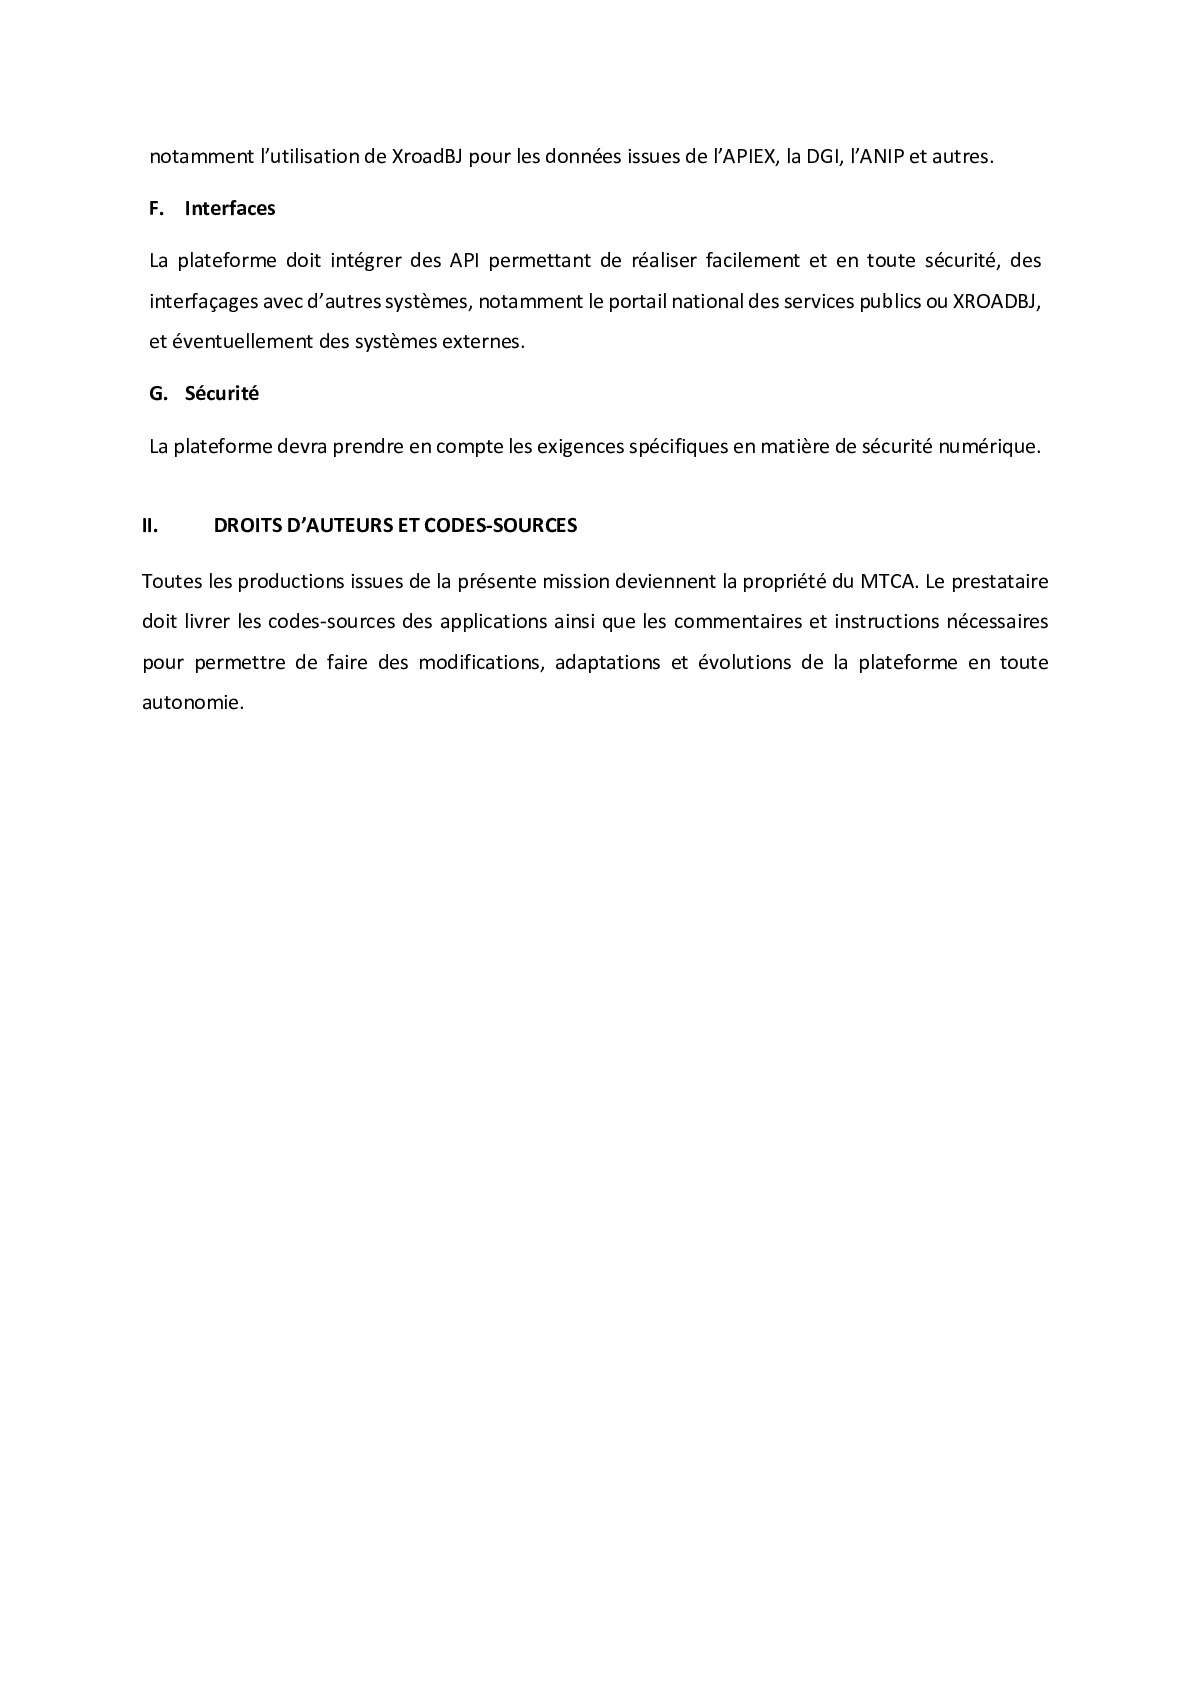 notamment l’utilisation de XroadBJ pour les données issues de l’APIEX, la DGI, l’ANIP et autres.
F. Interfaces
La plateforme doit intégrer des API permettant de réaliser facilement et en toute sécurité, des
interfaçages avec d’autres systèmes, notamment le portail national des services publics ou XROADBJ,
et éventuellement des systèmes externes.
G. Sécurité
La plateforme devra prendre en compte les exigences spécifiques en matière de sécurité numérique.
II. DROITS D’AUTEURS ET CODES-SOURCES
Toutes les productions issues de la présente mission deviennent la propriété du MTCA. Le prestataire
doit livrer les codes-sources des applications ainsi que les commentaires et instructions nécessaires
pour permettre de faire des modifications, adaptations et évolutions de la plateforme en toute
autonomie.